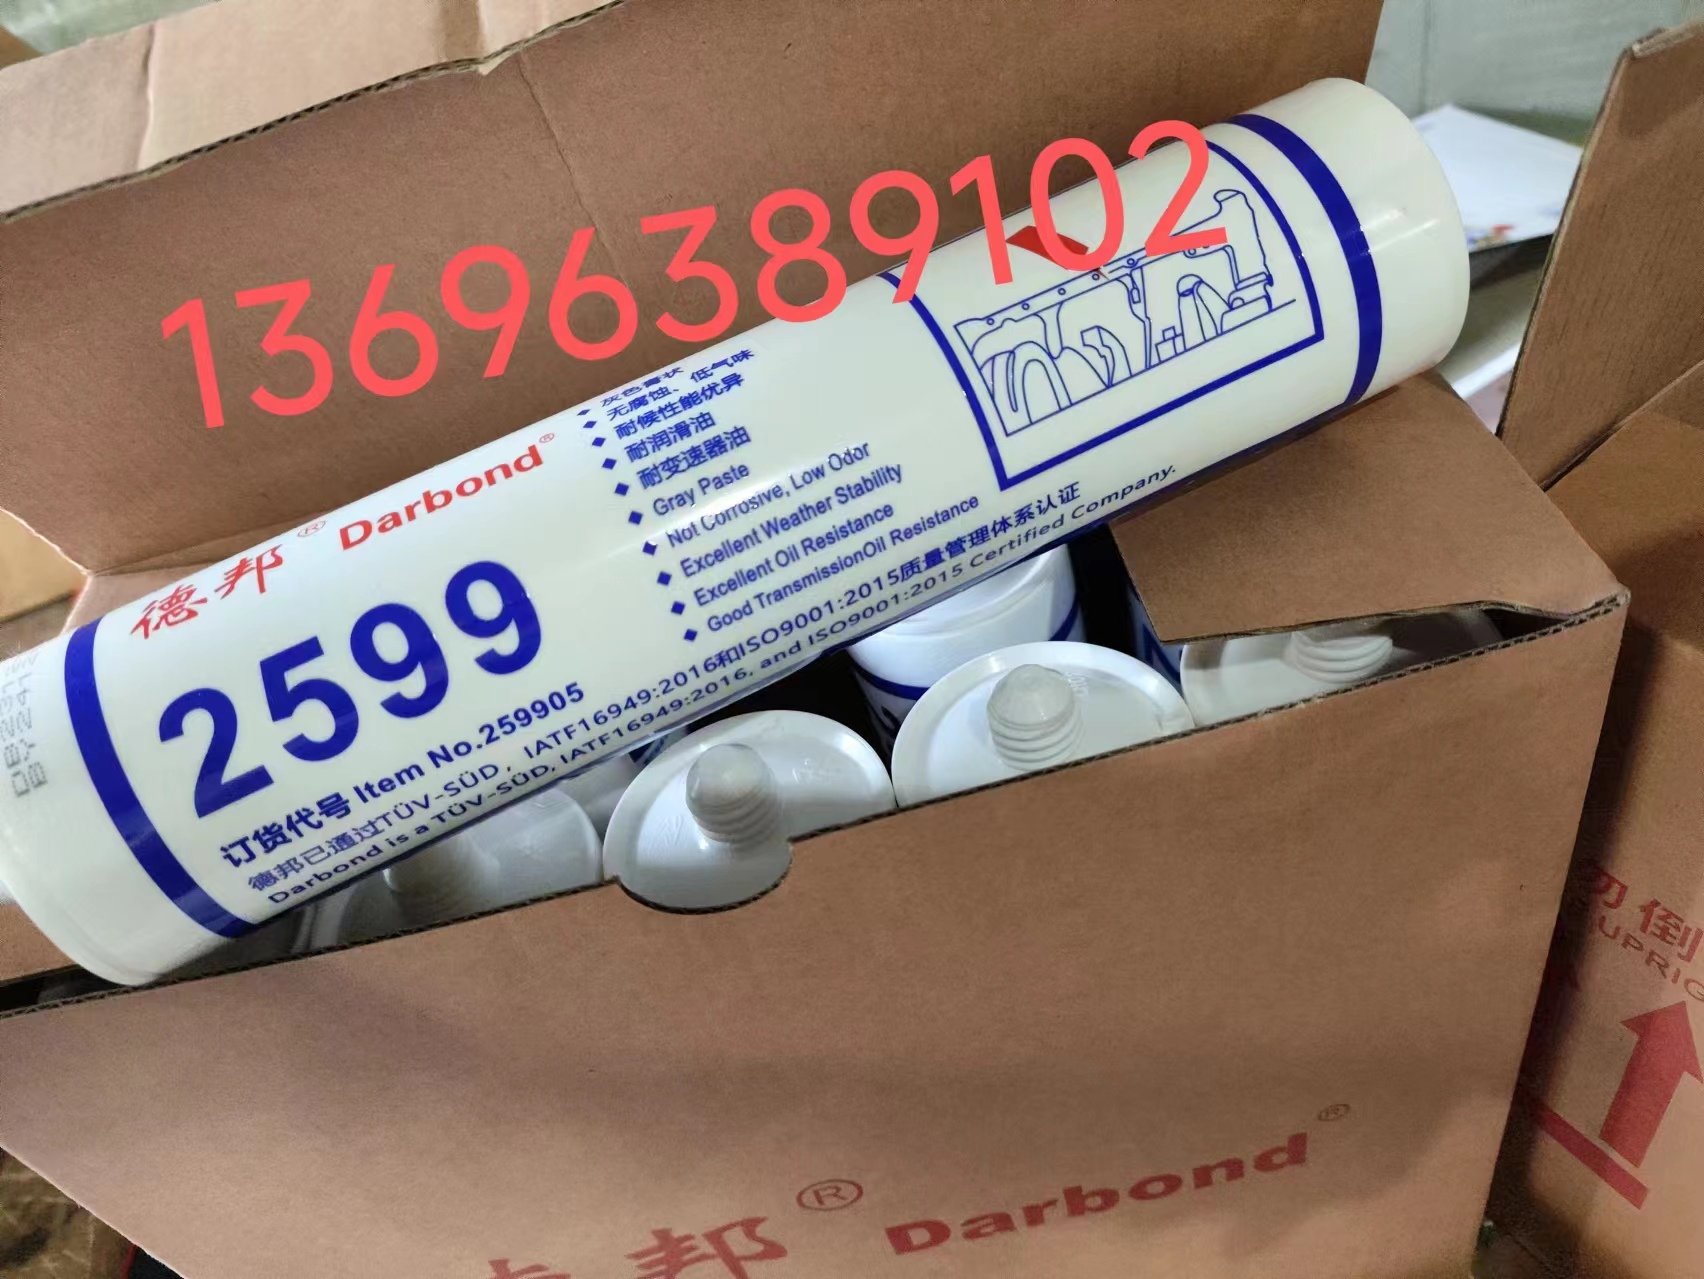 13696389102
德邦® Darbond®
2599
订货代号 Item No.259905
德邦已通过TÜV-SÜD，IATF16949:2016和ISO9001:2015质量管理体系认证
Darbond is a TÜV-SÜD, IATF16949:2016, and ISO9001:2015 Certified Company.
灰色膏状
无腐蚀、低气味
耐候性能优异
耐润滑油
耐变速器油
Gray Paste
Not Corrosive, Low Odor
Excellent Weather Stability
Excellent Oil Resistance
Good TransmissionOil Resistance
勿倒
邦® Darbond®